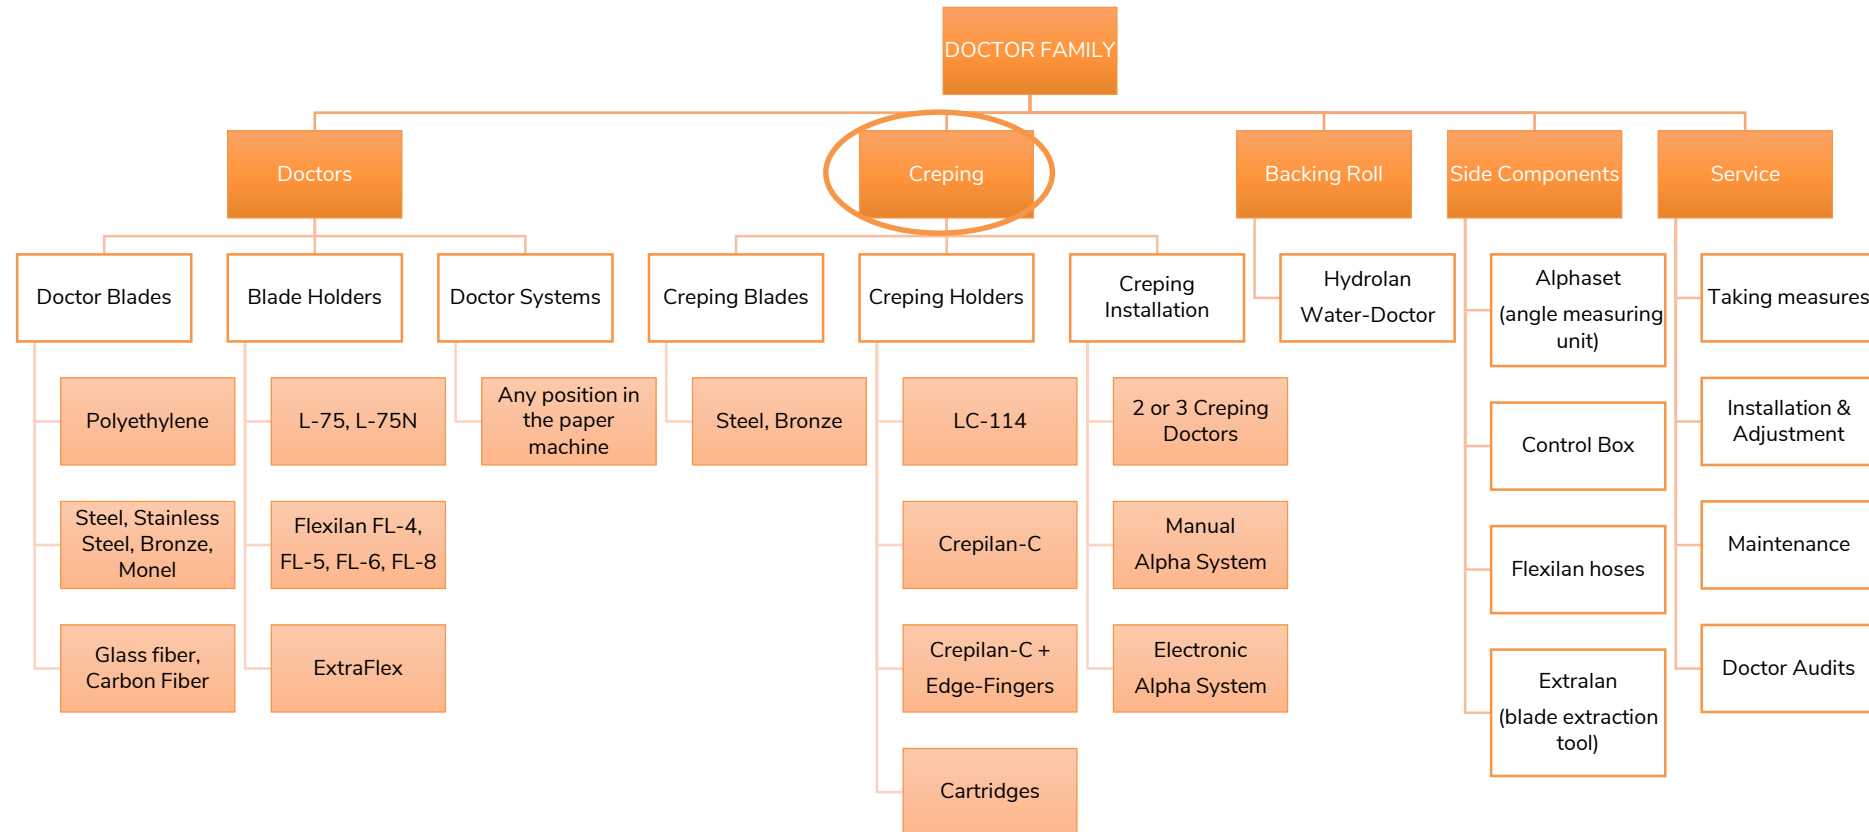 DOCTOR FAMILY
Doctors
Creping
Backing Roll
Side Components
Service
Doctor Blades
Blade Holders
Doctor Systems
Creping Blades
Creping Holders
Creping
Installation
Hydrolan
Water-Doctor
Alphaset
(angle measuring
unit)
Taking measures
Polyethylene
L-75, L-75N
Any position in
the paper
machine
Steel, Bronze
LC-114
2 or 3 Creping
Doctors
Control Box
Installation &
Adjustment
Steel, Stainless
Steel, Bronze,
Monel
Flexilan FL-4,
FL-5, FL-6, FL-8
Crepilan-C
Manual
Alpha System
Flexilan hoses
Maintenance
Glass fiber,
Carbon Fiber
ExtraFlex
Crepilan-C +
Edge-Fingers
Electronic
Alpha System
Extralan
(blade extraction
tool)
Doctor Audits
Cartridges